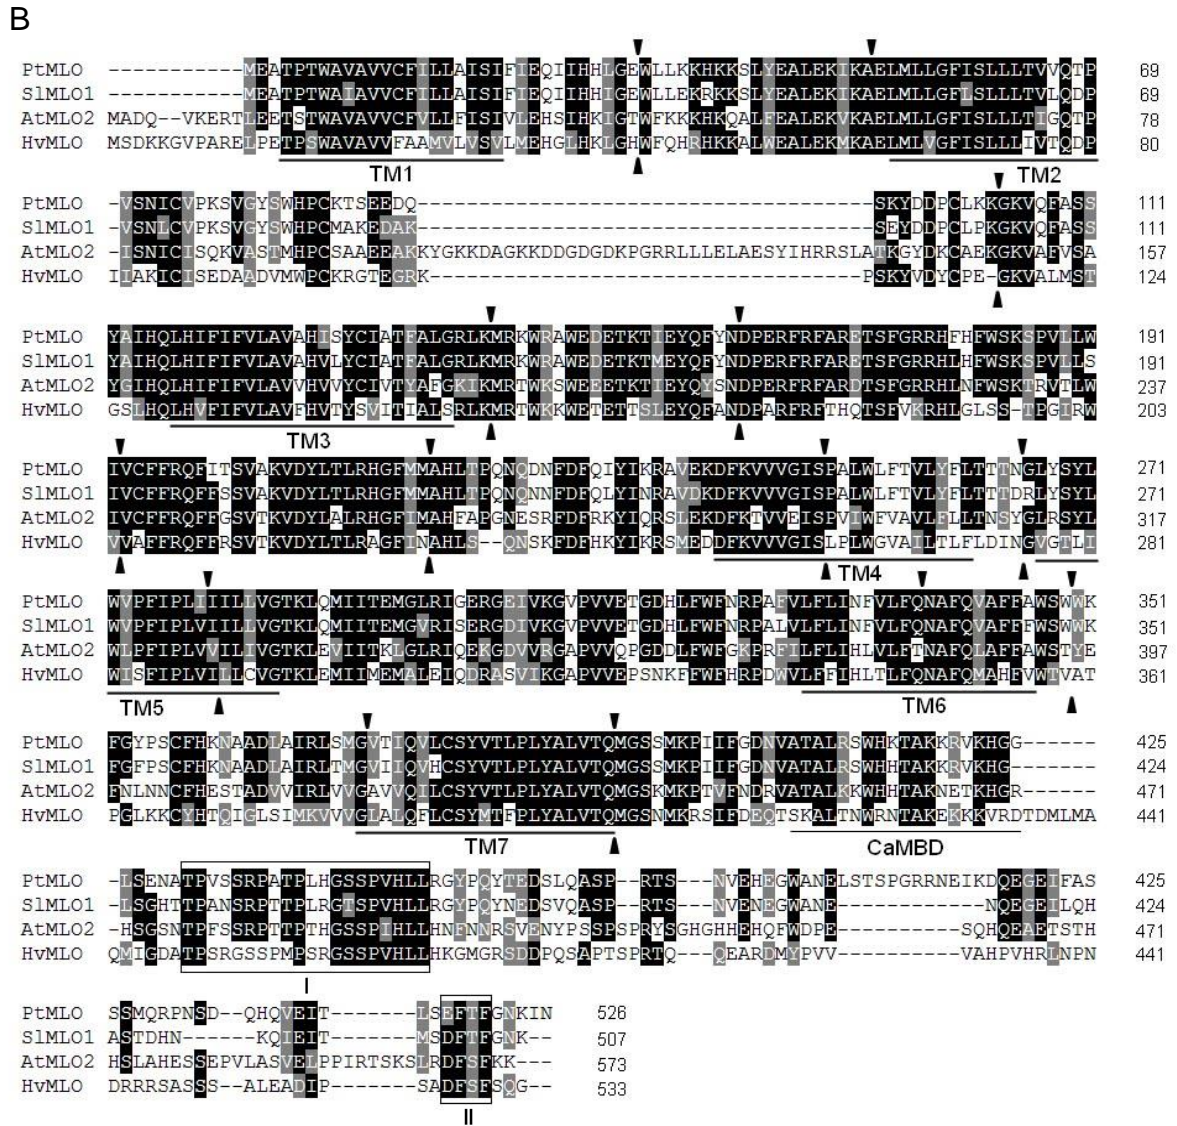 B
PtMLO -----------MEATPTWAVAVVCFILLAISIFIEQIIHHLGEWLLKKHKKSLYEALEKIKAELMLLGFISLLLTVVQTP 69
SlMLO1 -----------MEATPTWAIAVVCFILLAISIFIEQIIHHIGEWLLEKRKKSLYEALEKIKAELMLLGFLSLLLTVLQDP 69
AtMLO2 MADQ--VKERTLEETSTWAVAVVCFVLLFISIVLEHSIHKIGTWFKKKHKQALFEALEKVKAELMLLGFISLLLTIGQTP 78
HvMLO MSDKKGVPARELPETPSWAVAVVFAAMVLVSVLMEHGLHKLGHWFQHRHKKALWEALEKMKAELMLVGFISLLLIVTQDP 80
TM1 TM2
PtMLO -VSNICVPKSVGYSWHPCKTSEEDQ-------------------------------------SKYDDPCLKKGKVQFASS 111
SlMLO1 -VSNLCVPKSVGYSWHPCMAKEDAK-------------------------------------SEYDDPCLPKGKVQFASS 111
AtMLO2 -ISNICISQKVASTMHPCSAAEEAKKYGKKDAGKKDDGDGDKPGRRLLLELAESYIHRRSLATKGYDKCAEKGKVAFVSA 157
HvMLO IIAKICISEDAADVMWPCKRGTEGRK-----------------------------------PSKYVDYCPE-GKVALMST 124
PtMLO YAIHQLHIFIFVLAVAHISYCIATFALGRLKMRKWRAWEDETKTIEYQFYNDPERFRFARETSFGRRHFHFWSKSPVLLW 191
SlMLO1 YAIHQLHIFIFVLAVAHVLYCIATFALGRLKMRKWRAWEDETKTMEYQFYNDPERFRFARETSFGRRHLHFWSKSPVLLS 191
AtMLO2 YGIHQLHIFIFVLAVVHVVYCIVTYAFGKIKMRTWKSWEEETKTIEYQYSNDPERFRFARDTSFGRRHLNFWSKTRVTLW 237
HvMLO GSLHQLHVFIFVLAVFHVTYSVITIALSRLKMRTWKKWETETTSLEYQFANDPARFRFTHQTSFVKRHLGLSS-TPGIRW 203
TM3
PtMLO IVCFFRQFITSVAKVDYLTLRHGFMMAHLTPQNQDNFDFQIYIKRAVEKDFKVVVGISPALWLFTVLYFLTTTNGLYSYL 271
SlMLO1 IVCFFRQFFSSVAKVDYLTLRHGFMMAHLTPQNQNNFDFQLYINRAVDKDFKVVVGISPALWLFTVLYFLTTTDRLYSYL 271
AtMLO2 IVCFFRQFFGSVTKVDYLALRHGFIMAHFAPGNESRFDFRKYIQRSLEKDFKTVVEISPVIWFVAVLFLLTNSYGLRSYL 317
HvMLO VVAFFRQFFRSVTKVDYLTLRAGFINAHLS--QNSKFDFHKYIKRSMEDDFKVVVGISLPLWGVAILTLFLDINGVGTLI 281
TM4
PtMLO WVPFIPLIIILLVGTKLQMIITEMGLRIGERGEIVKGVPVVETGDHLFWFNRPAFVLFLINFVLFQNAFQVAFFAWSWWK 351
SlMLO1 WVPFIPLVIILLVGTKLQMIITEMGVRISERGDIVKGVPVVETGDHLFWFNRPALVLFLINFVLFQNAFQVAFFFWSWWK 351
AtMLO2 WLPFIPLVVILIVGTKLEVIITKLGLRIQEKGDVVRGAPVVQPGDDLFWFGKPRFILFLIHLVLFTNAFQLAFFAWSTYE 397
HvMLO WISFIPLVILLCVGTKLEMIIMEMALEIQDRASVIKGAPVVEPSNKFFWFHRPDWVLFFIHLTLFQNAFQMAHFVWTVAT 361
TM5 TM6
PtMLO FGYPSCFHKNAADLAIRLSMGVTIQVLCSYVTLPLYALVTQMGSSMKPIIFGDNVATALRSWHKTAKKRVKHGG------ 425
SlMLO1 FGFPSCFHKNAADLAIRLTMGVIIQVHCSYVTLPLYALVTQMGSSMKPIIFGDNVATALRSWHHTAKKRVKHG------- 424
AtMLO2 FNLNNCFHESTADVVIRLVVGAVVQILCSYVTLPLYALVTQMGSKMKPTVFNDRVATALKKWHHTAKNETKHGR------ 471
HvMLO PGLKKCYHTQIGLSIMKVVVGLALQFLCSYMTFPLYALVTQMGSNMKRSIFDEQTSKALTNWRNTAKEKKKVRDTDMLMA 441
TM7 CaMBD
PtMLO -LSENATPVSSRPATPLHGSSPVHLLRGYPQYTEDSLQASP--RTS---NVEHEGWANELSTSPGRRNEIKDQEGEIFAS 425
SlMLO1 -LSGHTTPANSRPTTPLRGTSPVHLLRGYPQYNEDSVQASP--RTS---NVENEGWANE------------NQEGEILQH 424
AtMLO2 -HSGSNTPFSSRPTTPTHGSSPIHLLHNFNNRSVENYPSSPSPRYSGHGHHEHQFWDPE----------SQHQEAETSTH 471
HvMLO QMIGDATPSRGSSPMPSRGSSPVHLLHKGMGRSDDPQSAPTSPRTQ---QEARDMYPVV----------VAHPVHRLNPN 441
I
PtMLO SSMQRPNSD--QHQVEIT-------LSEFTFGNKIN 526
SlMLO1 ASTDHN------KQIEIT-------MSDFTFGNK-- 507
AtMLO2 HSLAHESSEPVLASVELPPIRTSKSLRDFSFKK--- 573
HvMLO DRRRSASSS--ALEADIP-------SADFSFSQG-- 533
II